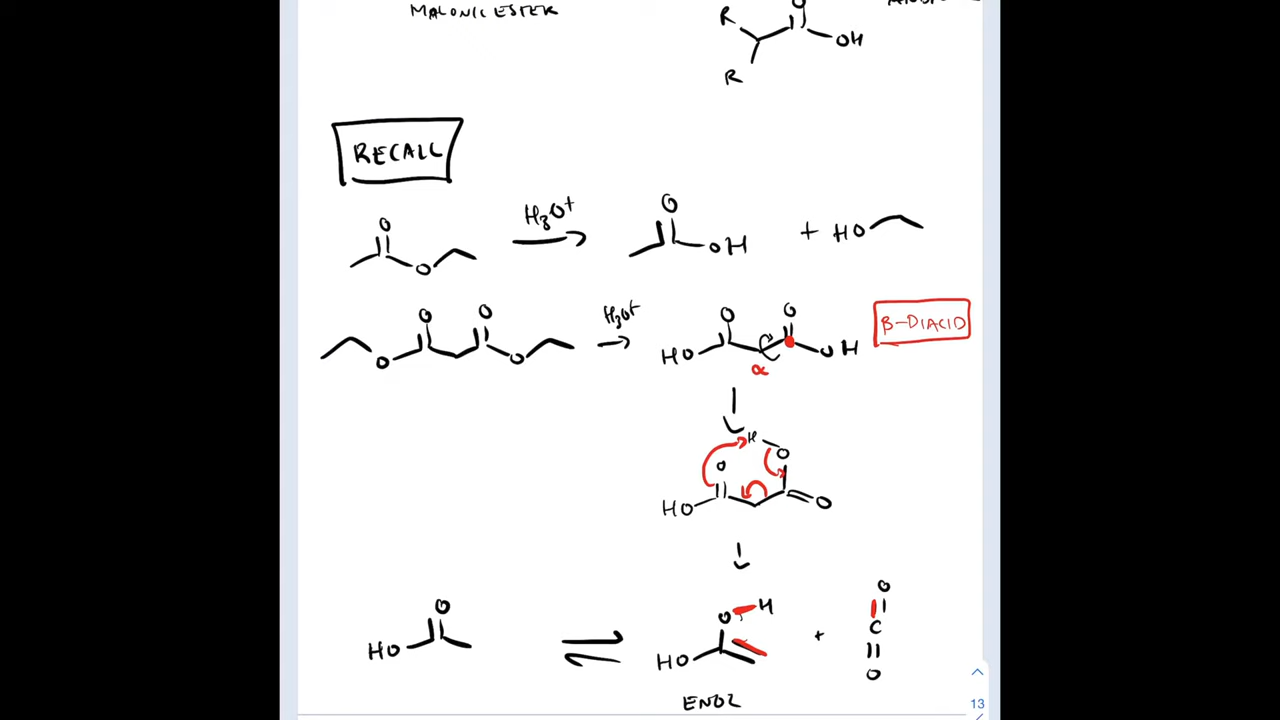 MALONIC ESTER
R
O
OH
R
RECALL
O
O
H₃O⁺
O
OH
+ HO
O
O
O
O
H₃O⁺
O
O
HO
OH
α
β-DIACID
H
O
O
HO
O
O
HO
O H
HO
+
O
C
O
ENOL
13